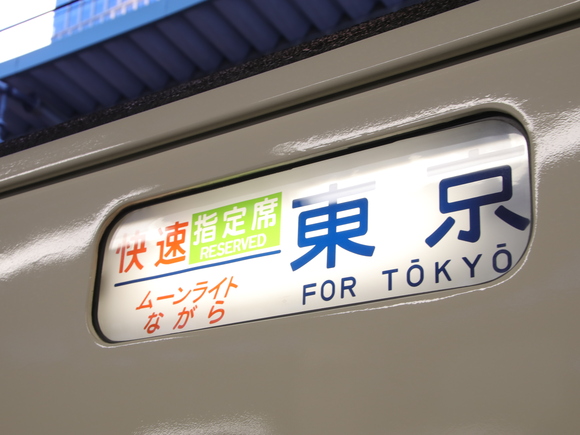 快速
指定席
RESERVED
ムーンライト
ながら
東京
FOR TŌKYŌ